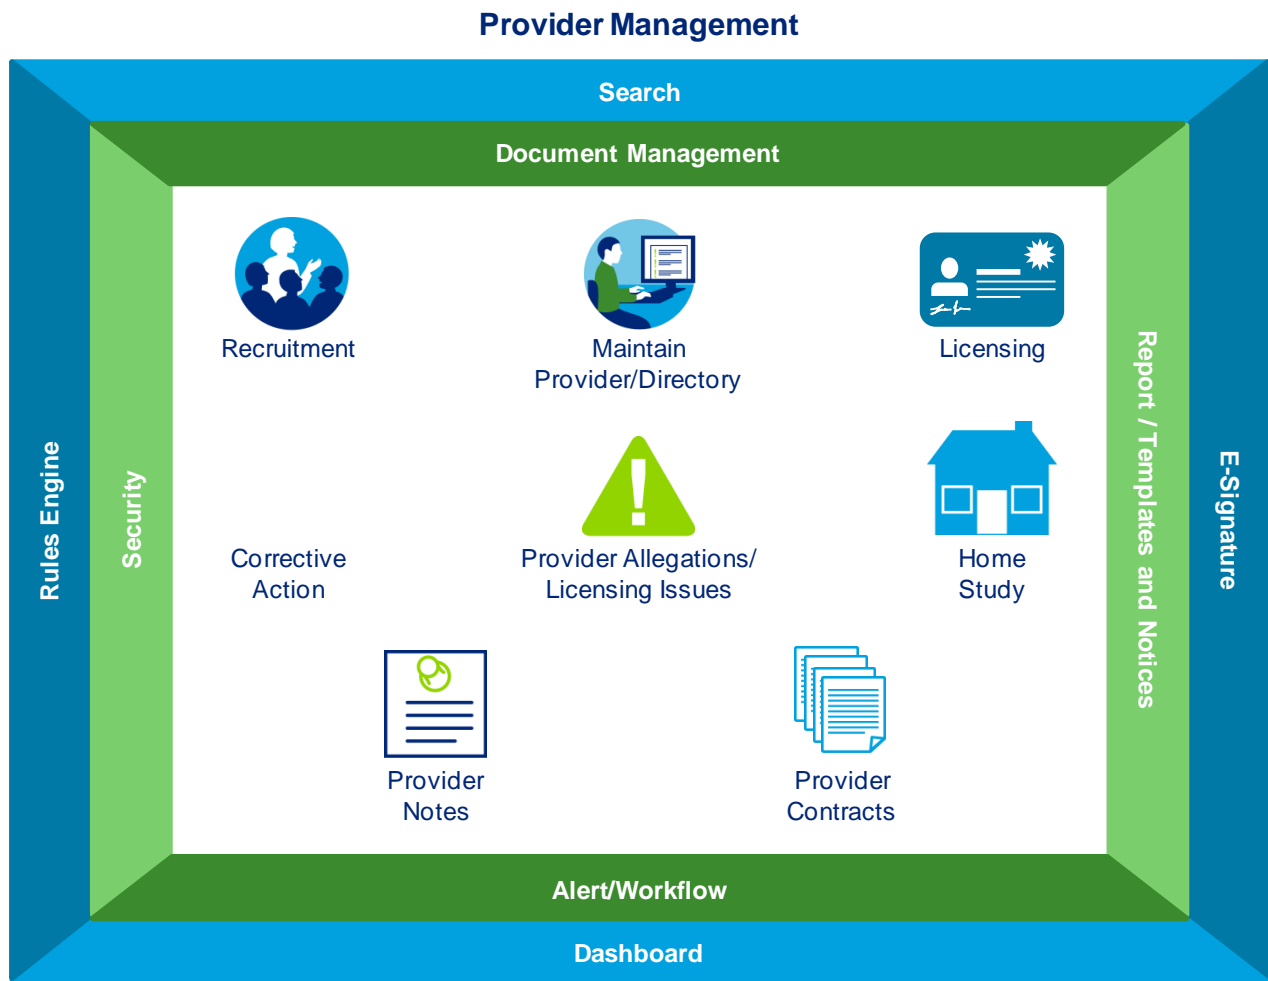 Provider Management
Search
Document Management
Recruitment
Maintain
Provider/Directory
Licensing
Rules Engine
Security
Corrective
Action
Provider Allegations/
Licensing Issues
Home
Study
Report / Templates and Notices
E-Signature
Provider
Notes
Provider
Contracts
Alert/Workflow
Dashboard